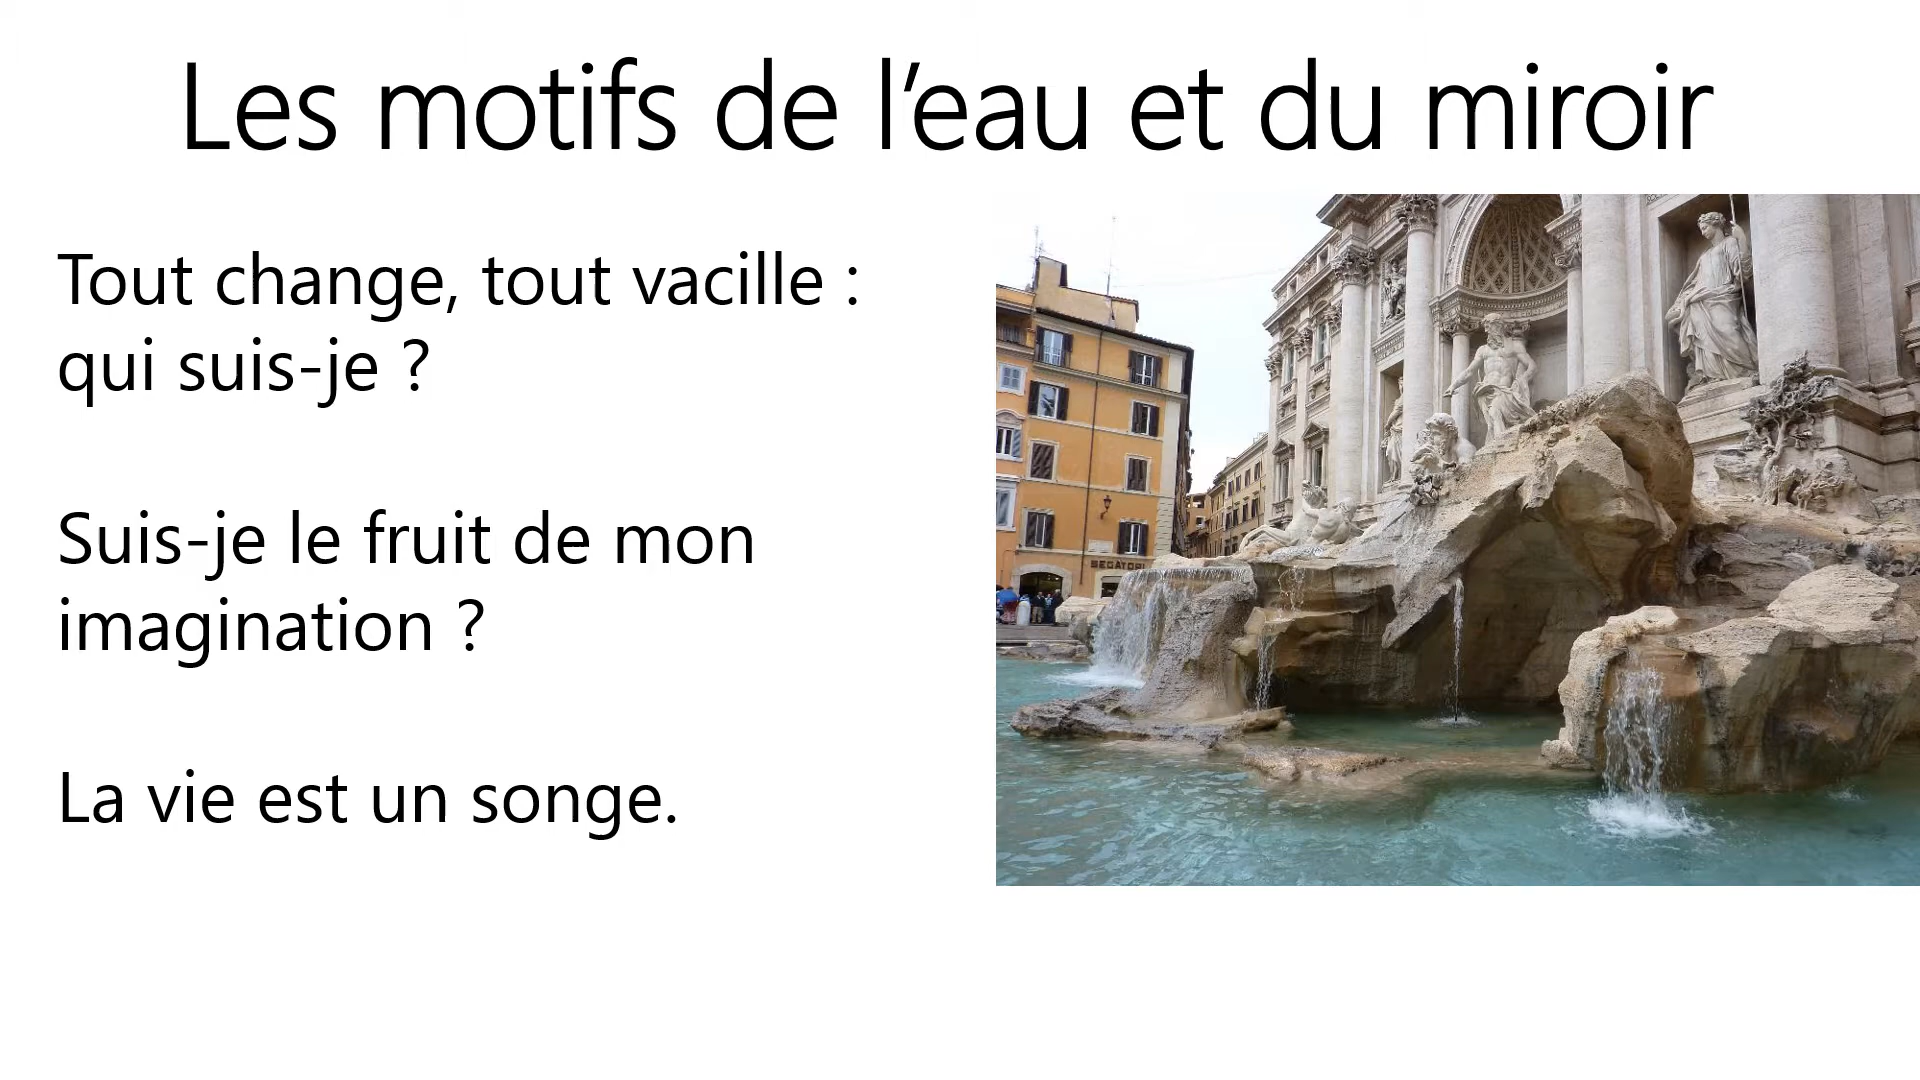 Les motifs de l’eau et du miroir
Tout change, tout vacille :
qui suis-je ?
Suis-je le fruit de mon
imagination ?
La vie est un songe.